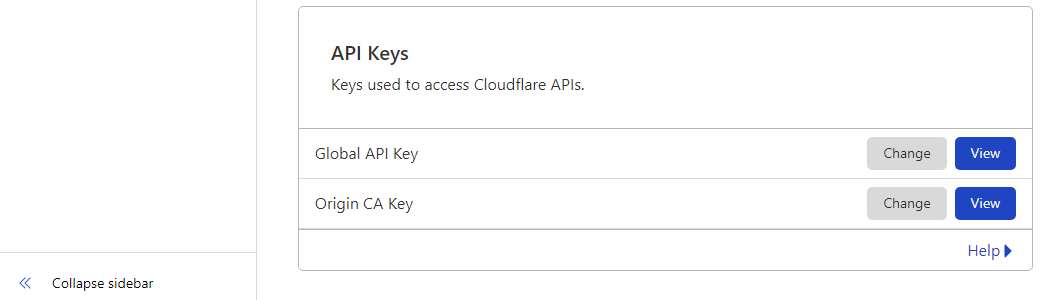 API Keys
Keys used to access Cloudflare APIs.
Global API Key Change View
Origin CA Key Change View
Help
Collapse sidebar